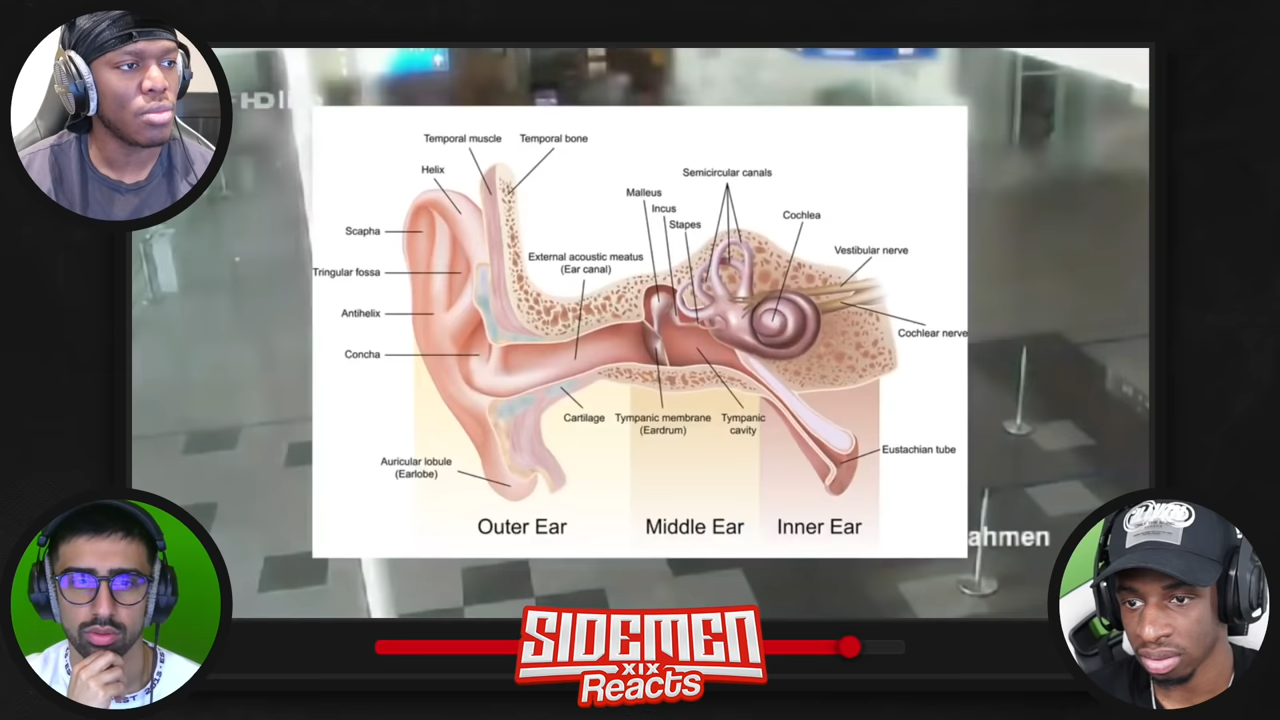 HD
Temporal muscle
Temporal bone
Helix
Semicircular canals
Malleus
Incus
Stapes
Cochlea
Scapha
External acoustic meatus
(Ear canal)
Vestibular nerve
Tringular fossa
Antihelix
Cochlear nerve
Concha
Cartilage
Tympanic membrane
(Eardrum)
Tympanic
cavity
Eustachian tube
Auricular lobule
(Earlobe)
Outer Ear
Middle Ear
Inner Ear
ahmen
SIDEMEN
XIX
Reacts